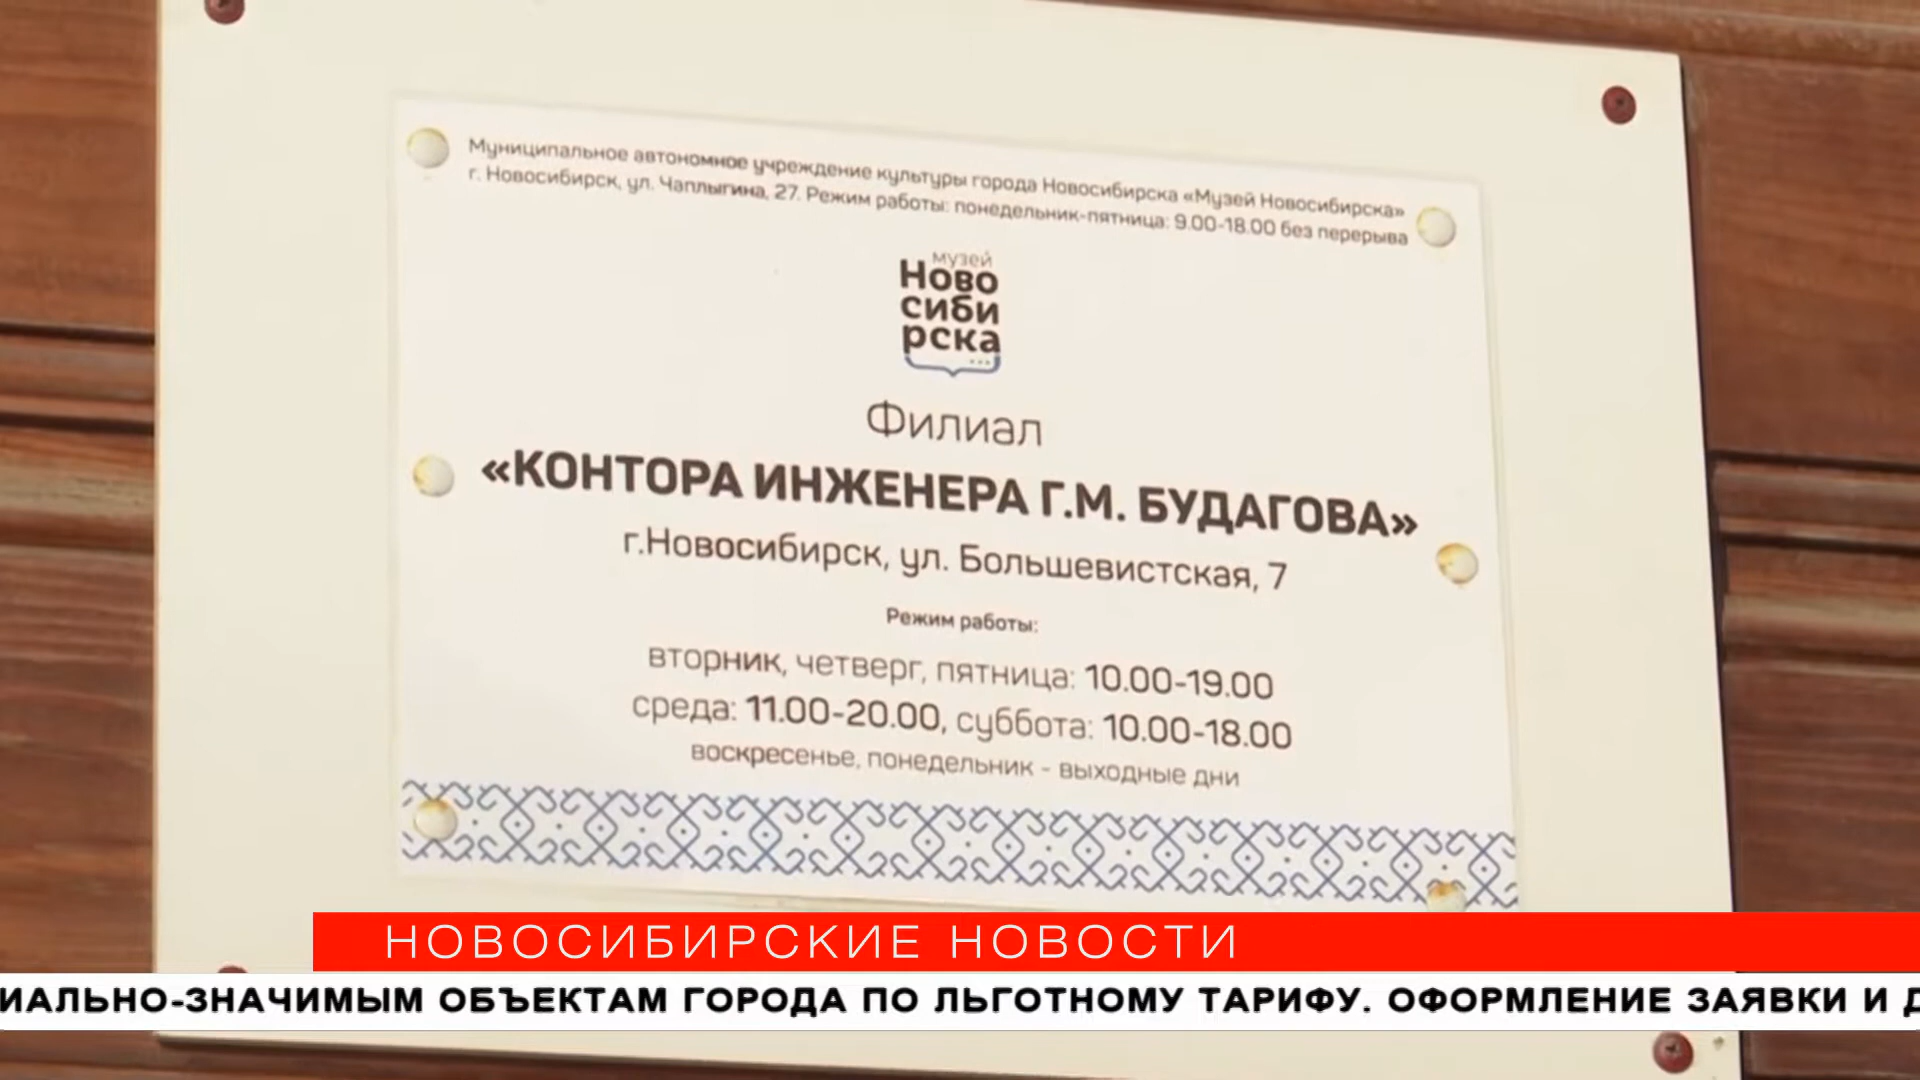 Муниципальное автономное учреждение культуры города Новосибирска «Музей Новосибирска»
г. Новосибирск, ул. Чаплыгина, 27. Режим работы: понедельник-пятница: 9.00-18.00 без перерыва
музей
Ново
сиби
рска
Филиал
«КОНТОРА ИНЖЕНЕРА Г.М. БУДАГОВА»
г.Новосибирск, ул. Большевистская, 7
Режим работы:
вторник, четверг, пятница: 10.00-19.00
среда: 11.00-20.00, суббота: 10.00-18.00
воскресенье, понедельник - выходные дни
НОВОСИБИРСКИЕ НОВОСТИ
ИАЛЬНО-ЗНАЧИМЫМ ОБЪЕКТАМ ГОРОДА ПО ЛЬГОТНОМУ ТАРИФУ. ОФОРМЛЕНИЕ ЗАЯВКИ И Д